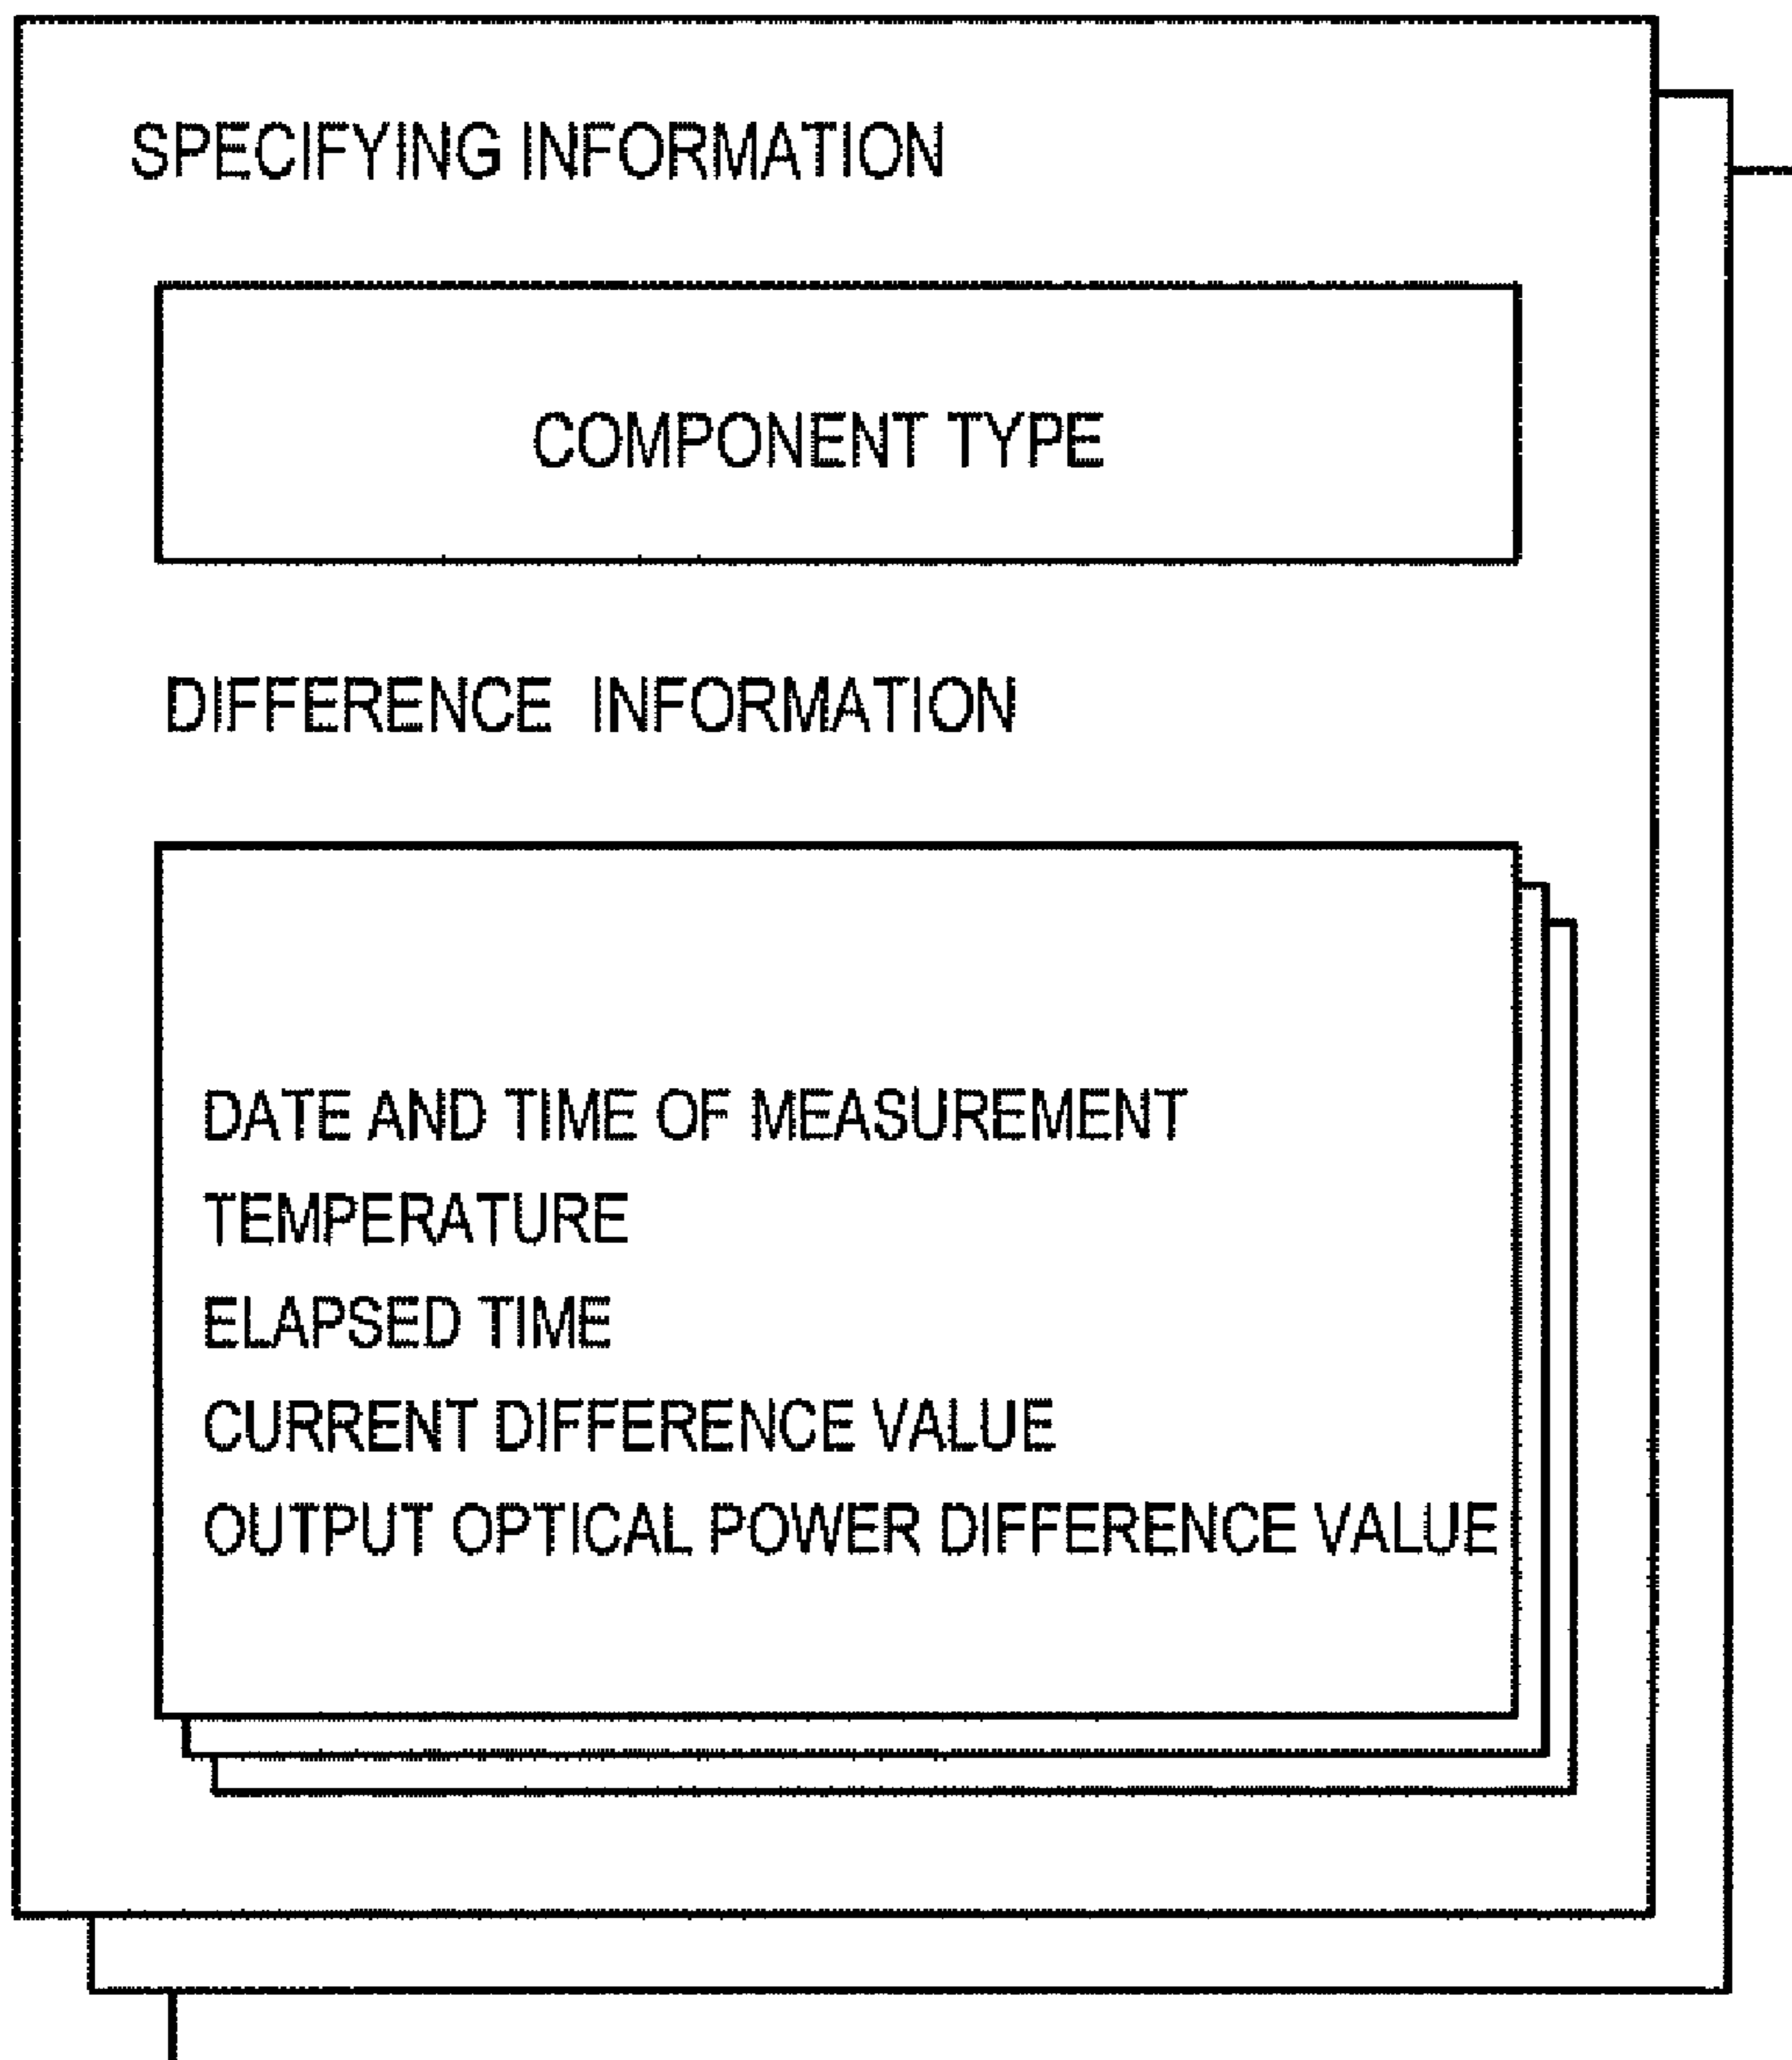 SPECIFYING INFORMATION
COMPONENT TYPE
DIFFERENCE INFORMATION
DATE AND TIME OF MEASUREMENT
TEMPERATURE
ELAPSED TIME
CURRENT DIFFERENCE VALUE
OUTPUT OPTICAL POWER DIFFERENCE VALUE